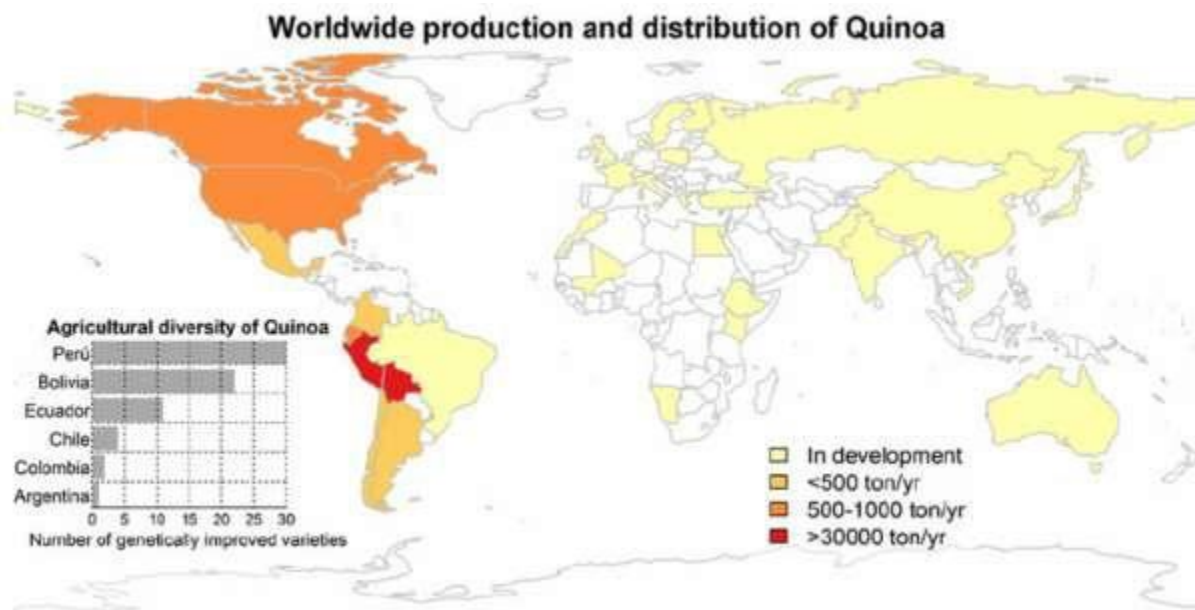 Worldwide production and distribution of Quinoa
Agricultural diversity of Quinoa
Perú
Bolivia
Ecuador
Chile
Colombia
Argentina
0 5 10 15 20 25 30
Number of genetically improved varieties
In development
<500 ton/yr
500-1000 ton/yr
>30000 ton/yr